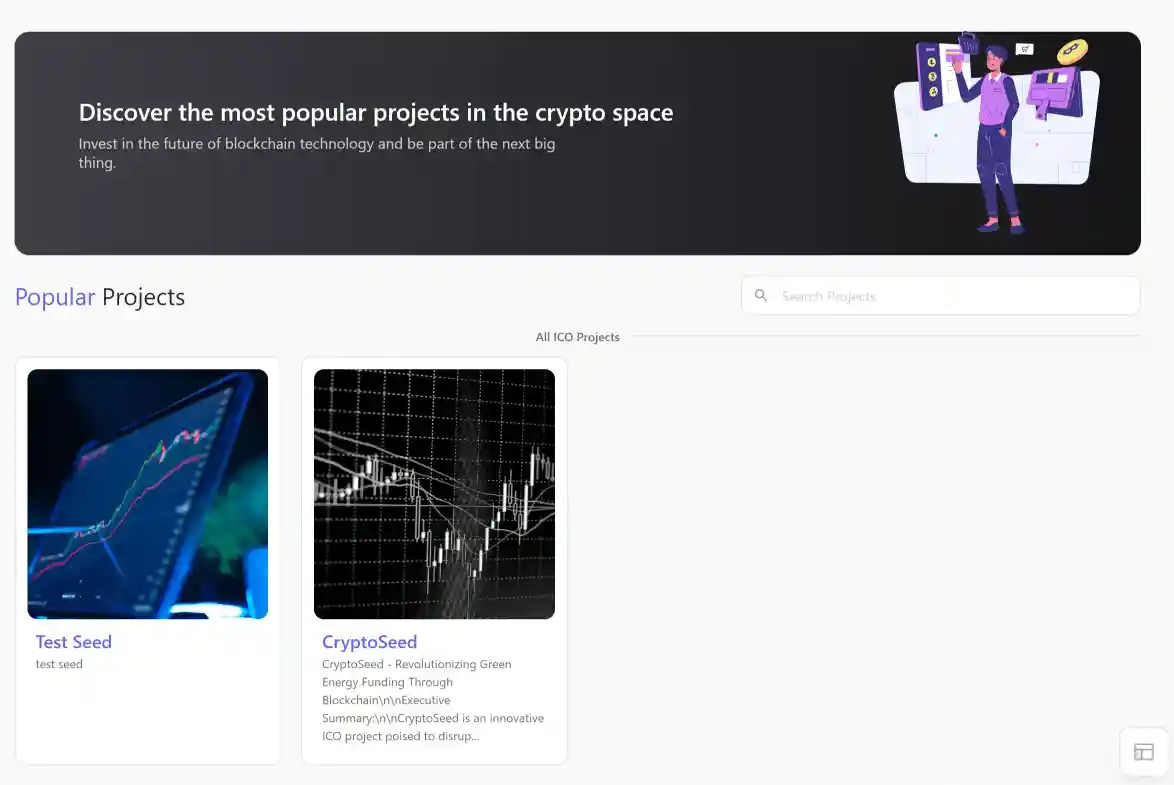 Discover the most popular projects in the crypto space
Invest in the future of blockchain technology and be part of the next big
thing.
Popular Projects
Search Projects
All ICO Projects
Test Seed
test seed
CryptoSeed
CryptoSeed - Revolutionizing Green
Energy Funding Through
Blockchain\n\nExecutive
Summary:\n\nCryptoSeed is an innovative
ICO project poised to disrup...